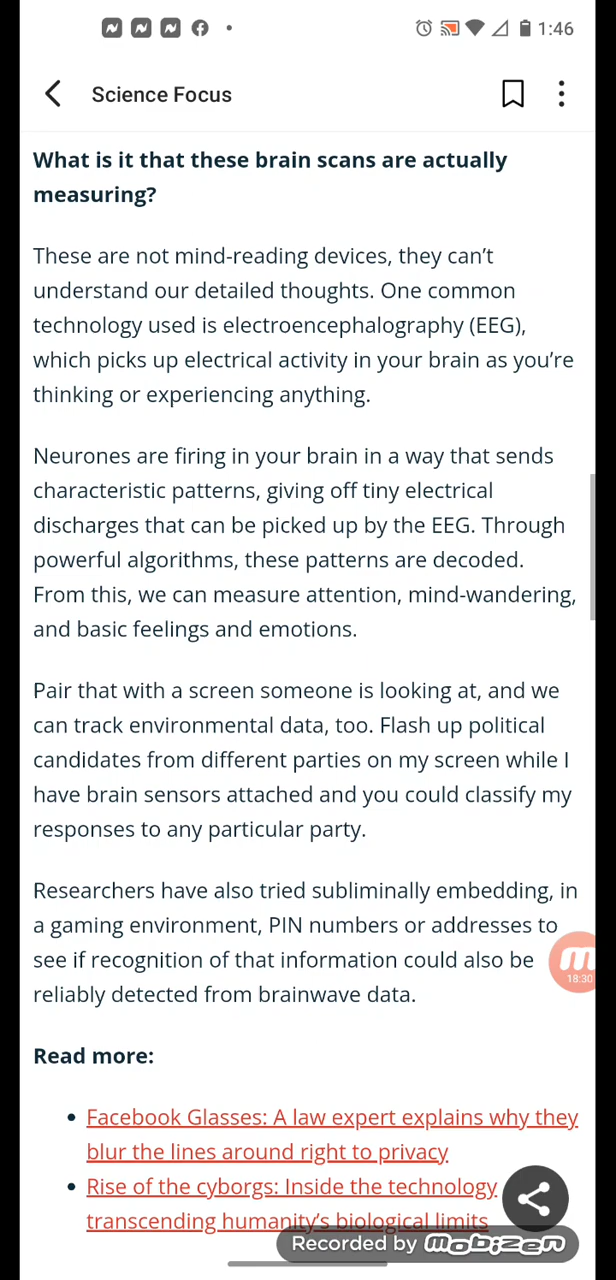 1:46
Science Focus
What is it that these brain scans are actually
measuring?
These are not mind-reading devices, they can't
understand our detailed thoughts. One common
technology used is electroencephalography (EEG),
which picks up electrical activity in your brain as you're
thinking or experiencing anything.
Neurones are firing in your brain in a way that sends
characteristic patterns, giving off tiny electrical
discharges that can be picked up by the EEG. Through
powerful algorithms, these patterns are decoded.
From this, we can measure attention, mind-wandering,
and basic feelings and emotions.
Pair that with a screen someone is looking at, and we
can track environmental data, too. Flash up political
candidates from different parties on my screen while I
have brain sensors attached and you could classify my
responses to any particular party.
Researchers have also tried subliminally embedding, in
a gaming environment, PIN numbers or addresses to
see if recognition of that information could also be
reliably detected from brainwave data.
m
18:30
Read more:
• Facebook Glasses: A law expert explains why they
blur the lines around right to privacy
• Rise of the cyborgs: Inside the technology
transcending humanity's biological limits
Recorded by mobizen